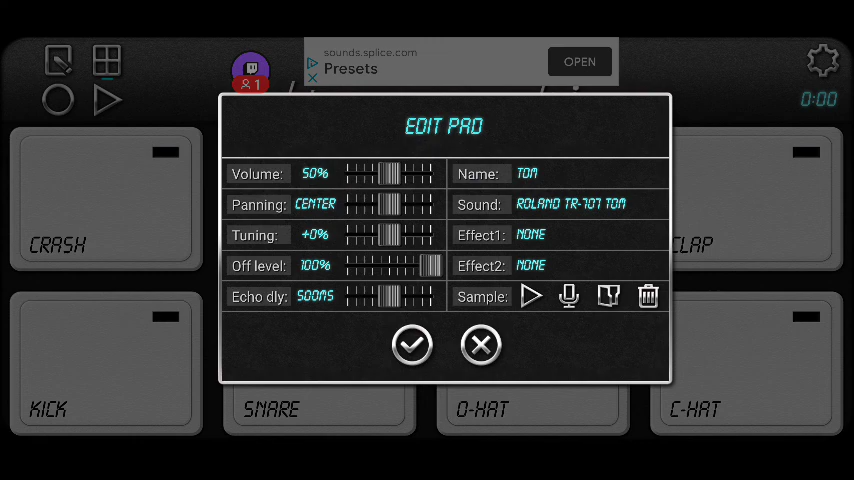 sounds.splice.com
Presets
OPEN
1
0:00
EDIT PAD
Volume: 50%
Name: TOM
Panning: CENTER
Sound: ROLAND TR-707 TOM
Tuning: +0%
Effect1: NONE
Off level: 100%
Effect2: NONE
Echo dly: 500MS
Sample:
CRASH
CLAP
KICK
SNARE
O-HAT
C-HAT